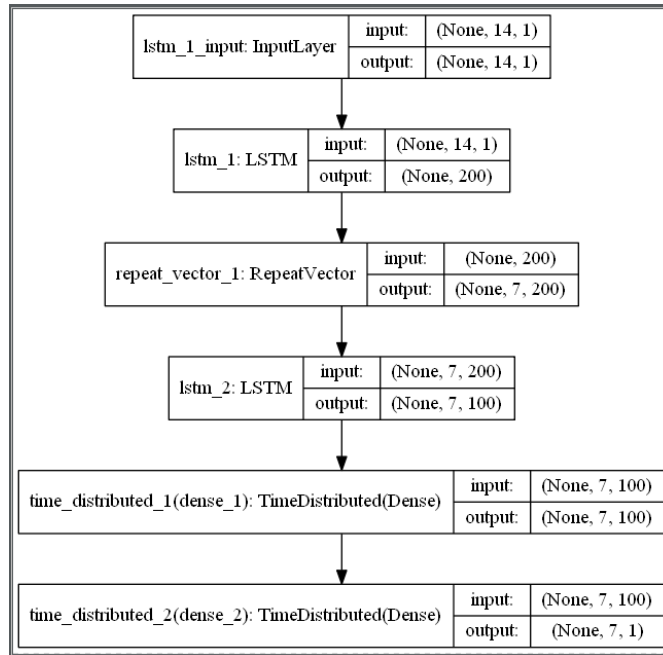 lstm_1_input: InputLayer
input: (None, 14, 1)
output: (None, 14, 1)
lstm_1: LSTM
input: (None, 14, 1)
output: (None, 200)
repeat_vector_1: RepeatVector
input: (None, 200)
output: (None, 7, 200)
lstm_2: LSTM
input: (None, 7, 200)
output: (None, 7, 100)
time_distributed_1(dense_1): TimeDistributed(Dense)
input: (None, 7, 100)
output: (None, 7, 100)
time_distributed_2(dense_2): TimeDistributed(Dense)
input: (None, 7, 100)
output: (None, 7, 1)